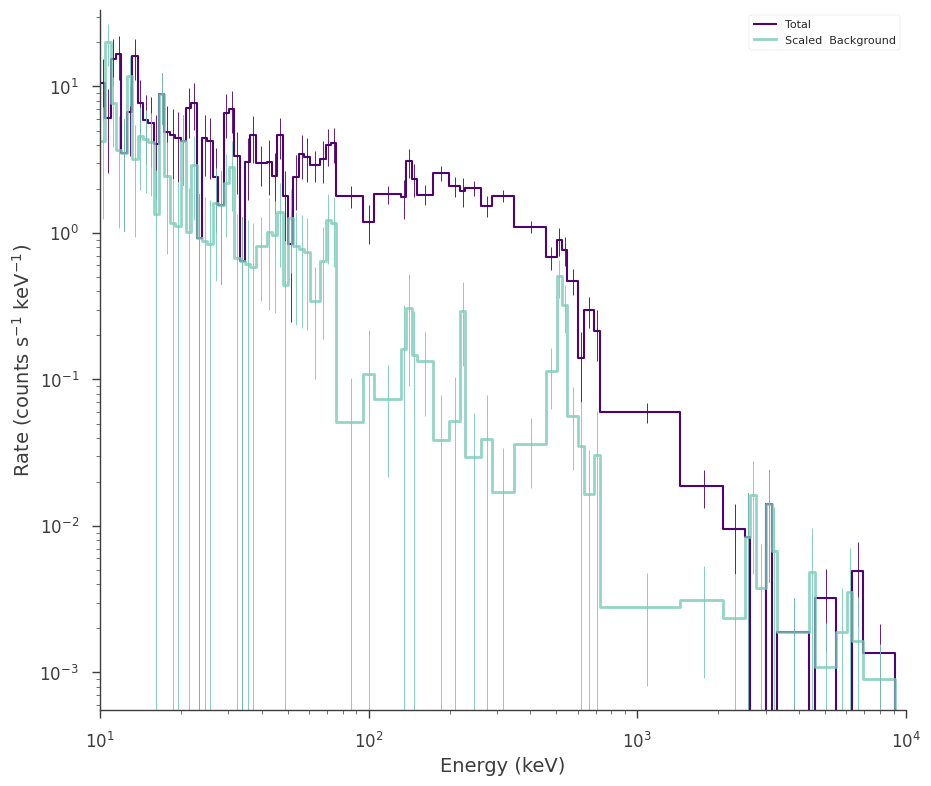 Total
Scaled  Background
Rate (counts s⁻¹ keV⁻¹)
10¹
10⁰
10⁻¹
10⁻²
10⁻³
10¹ 10² 10³ 10⁴
Energy (keV)